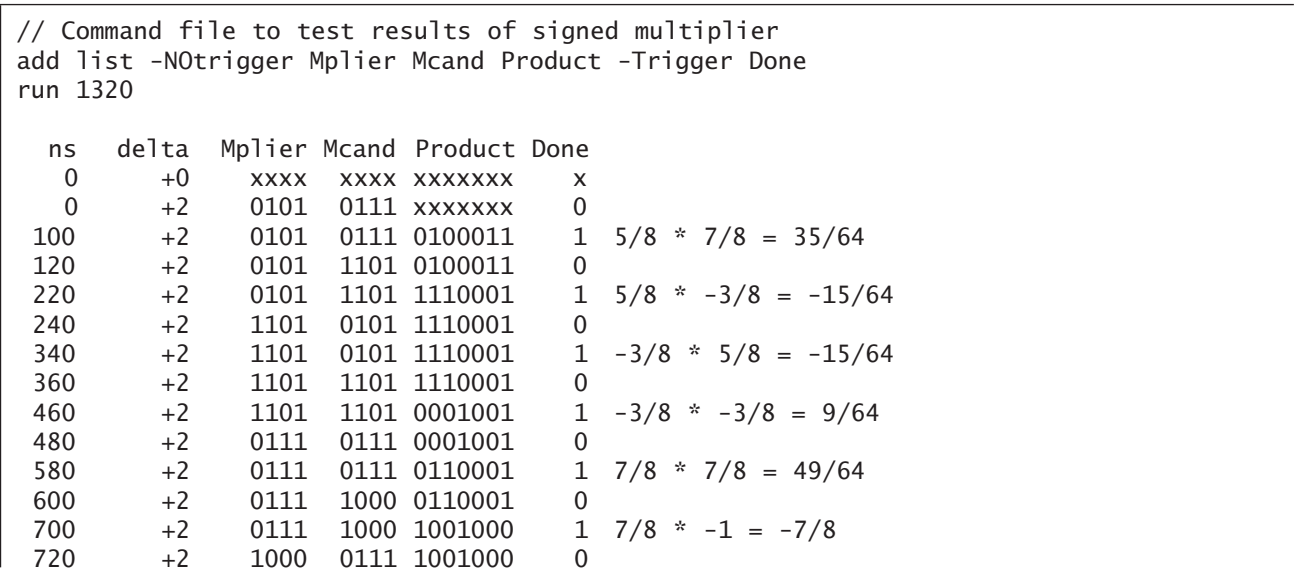 // Command file to test results of signed multiplier
add list -NOtrigger Mplier Mcand Product -Trigger Done
run 1320
ns delta Mplier Mcand Product Done
0 +0 xxxx xxxx xxxxxxx x
0 +2 0101 0111 xxxxxxx 0
100 +2 0101 0111 0100011 1 5/8 * 7/8 = 35/64
120 +2 0101 1101 0100011 0
220 +2 0101 1101 1110001 1 5/8 * -3/8 = -15/64
240 +2 1101 0101 1110001 0
340 +2 1101 0101 1110001 1 -3/8 * 5/8 = -15/64
360 +2 1101 1101 1110001 0
460 +2 1101 1101 0001001 1 -3/8 * -3/8 = 9/64
480 +2 0111 0111 0001001 0
580 +2 0111 0111 0110001 1 7/8 * 7/8 = 49/64
600 +2 0111 1000 0110001 0
700 +2 0111 1000 1001000 1 7/8 * -1 = -7/8
720 +2 1000 0111 1001000 0